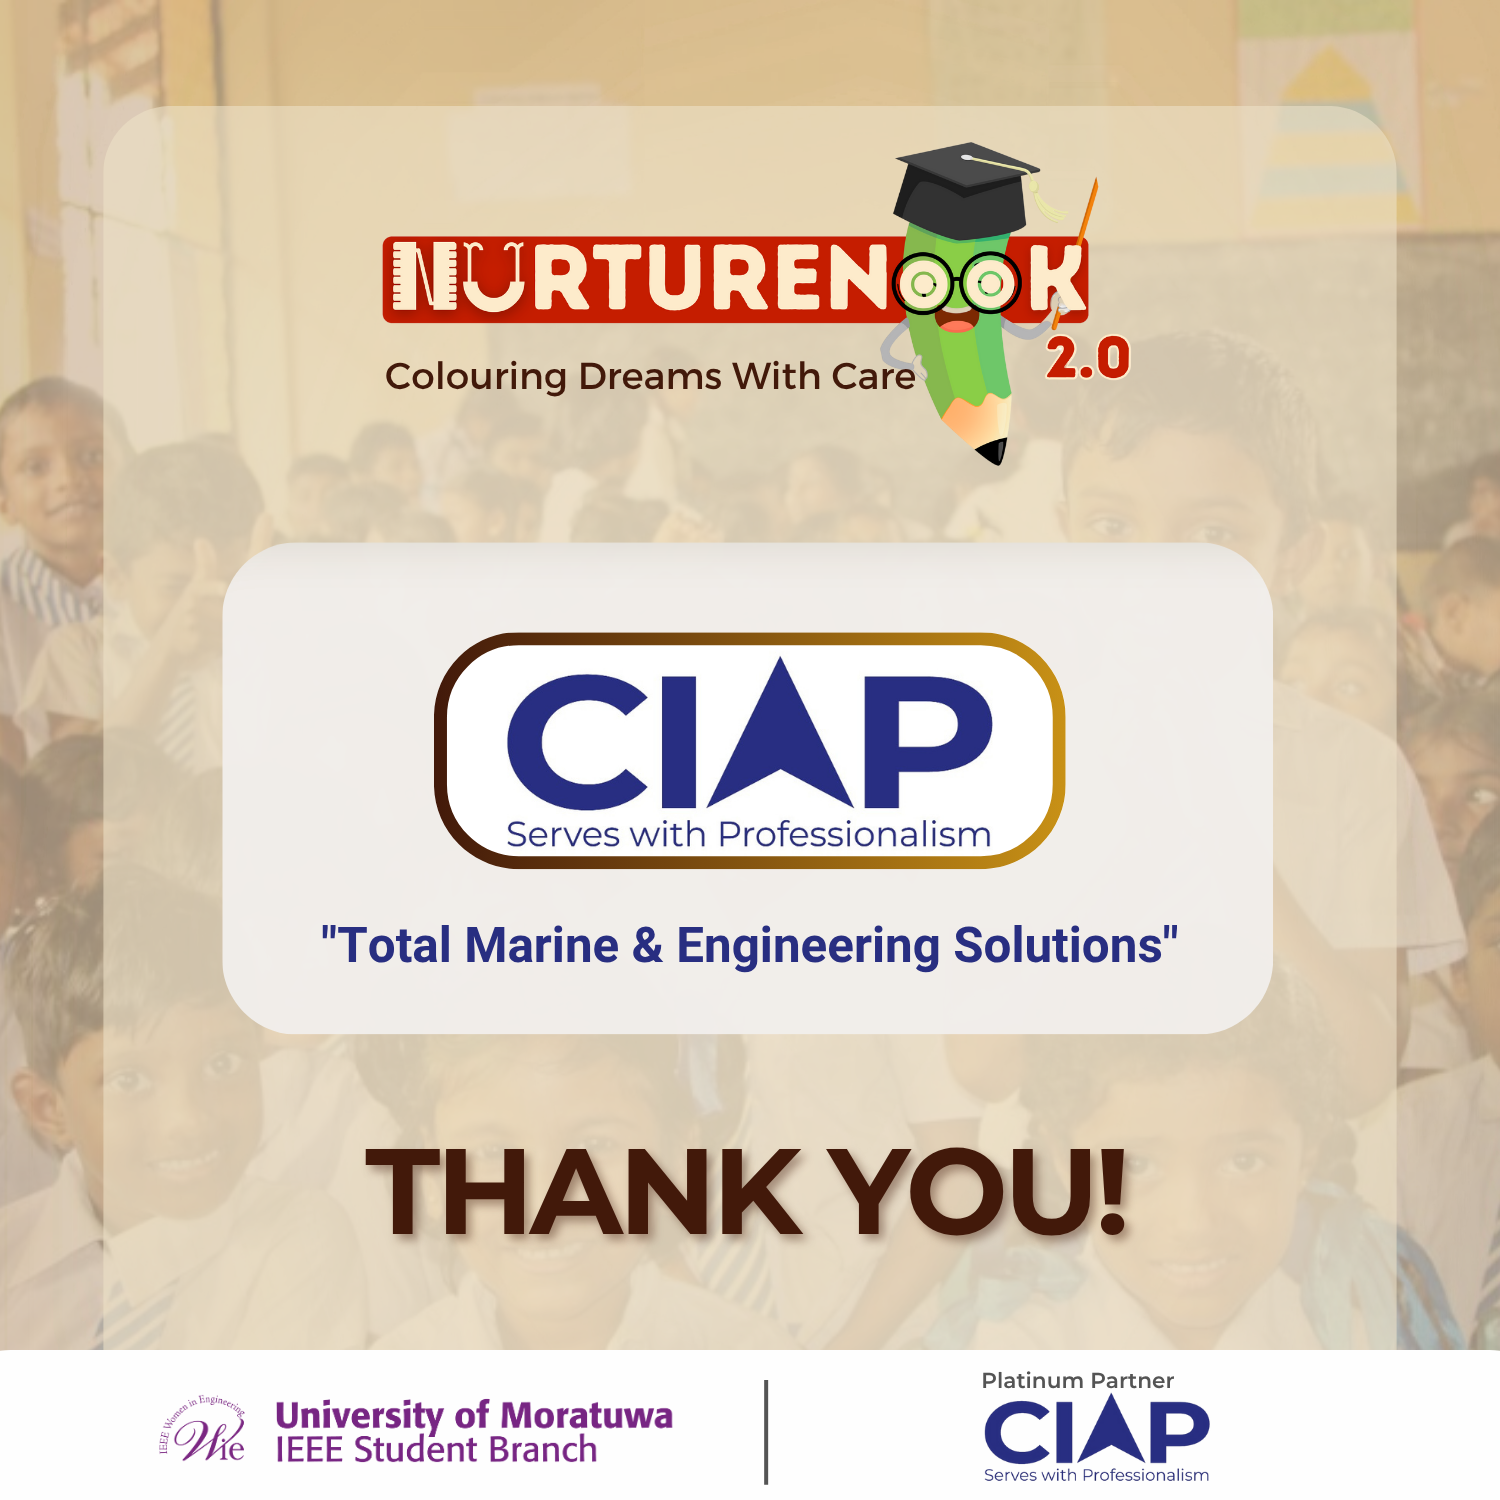 NURTURENOOK
2.0
Colouring Dreams With Care
CIAP
Serves with Professionalism
"Total Marine & Engineering Solutions"
THANK YOU!
IEEE Women in Engineering
WIE
University of Moratuwa
IEEE Student Branch
Platinum Partner
CIAP
Serves with Professionalism